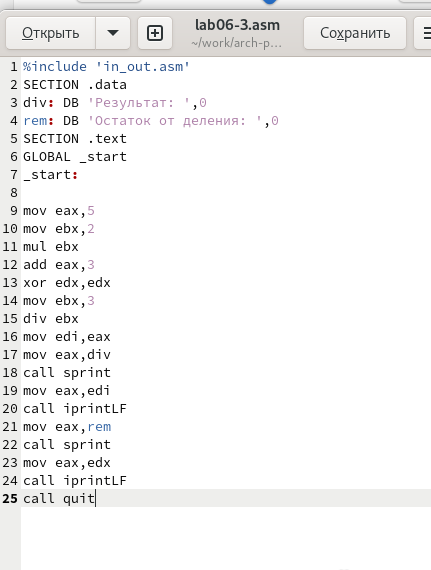 Открыть
lab06-3.asm
~/work/arch-p...
Сохранить
1 %include 'in_out.asm'
2 SECTION .data
3 div: DB 'Результат: ',0
4 rem: DB 'Остаток от деления: ',0
5 SECTION .text
6 GLOBAL _start
7 _start:
8
9 mov eax,5
10 mov ebx,2
11 mul ebx
12 add eax,3
13 xor edx,edx
14 mov ebx,3
15 div ebx
16 mov edi,eax
17 mov eax,div
18 call sprint
19 mov eax,edi
20 call iprintLF
21 mov eax,rem
22 call sprint
23 mov eax,edx
24 call iprintLF
25 call quit